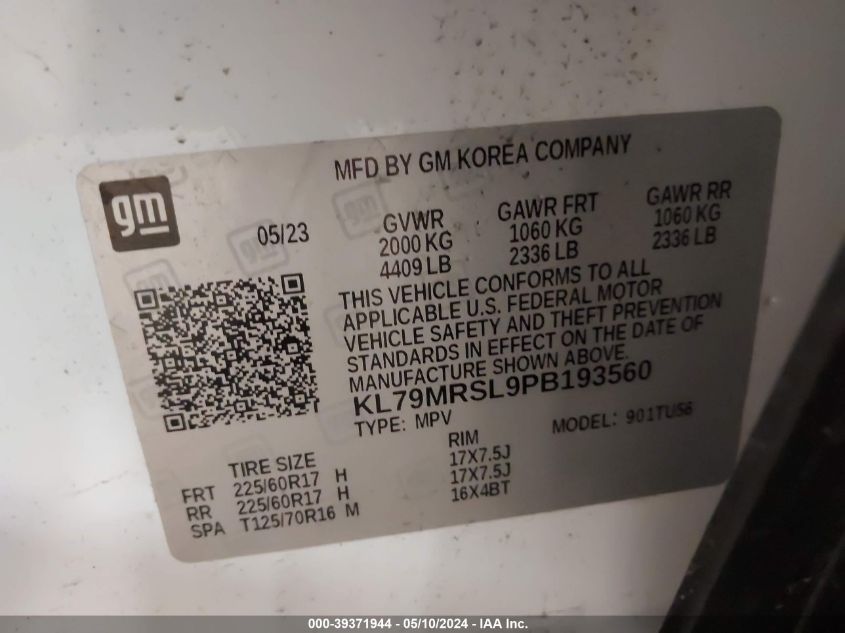 MFD BY GM KOREA COMPANY
gm
05/23
GVWR
2000 KG
4409 LB
GAWR FRT
1060 KG
2336 LB
GAWR RR
1060 KG
2336 LB
THIS VEHICLE CONFORMS TO ALL
APPLICABLE U.S. FEDERAL MOTOR
VEHICLE SAFETY AND THEFT PREVENTION
STANDARDS IN EFFECT ON THE DATE OF
MANUFACTURE SHOWN ABOVE.
KL79MRSL9PB193560
TYPE: MPV MODEL: 901TUS6
TIRE SIZE RIM
FRT 225/60R17 H 17X7.5J
RR 225/60R17 H 17X7.5J
SPA T125/70R16 M 16X4BT
000-39371944 - 05/10/2024 - IAA Inc.